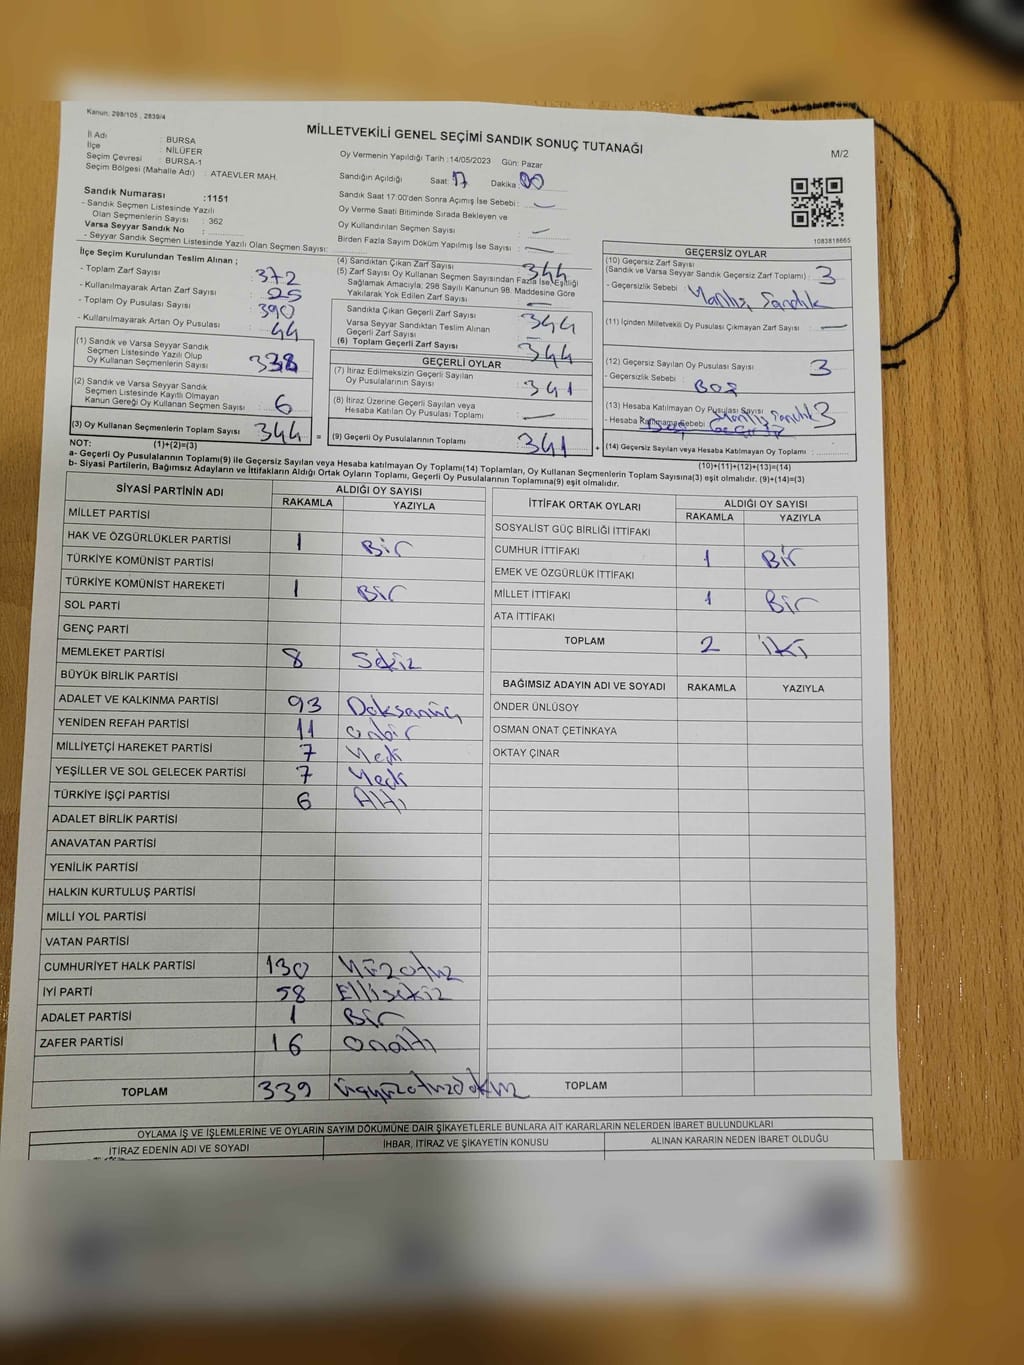 Kanun: 298/105 , 2839/4
MİLLETVEKİLİ GENEL SEÇİMİ SANDIK SONUÇ TUTANAĞI
M/2
İl Adı : BURSA
İlçe : NİLÜFER
Seçim Çevresi : BURSA-1
Seçim Bölgesi (Mahalle Adı) : ATAEVLER MAH.
Sandık Numarası :1151
- Sandık Seçmen Listesinde Yazılı
Olan Seçmenlerin Sayısı : 362
Varsa Seyyar Sandık No :
- Seyyar Sandık Seçmen Listesinde Yazılı Olan Seçmen Sayısı:
Oy Vermenin Yapıldığı Tarih :14/05/2023 Gün: Pazar
Sandığın Açıldığı Saat: 17 Dakika: 00
Sandık Saat 17:00'den Sonra Açılmış İse Sebebi : —
Oy Verme Saati Bitiminde Sırada Bekleyen ve
Oy Kullandırılan Seçmen Sayısı : —
Birden Fazla Sayım Döküm Yapılmış İse Sayısı : —
1083818665
İlçe Seçim Kurulundan Teslim Alınan ;
- Toplam Zarf Sayısı : 372
- Kullanılmayarak Artan Zarf Sayısı : 25
- Toplam Oy Pusulası Sayısı : 390
- Kullanılmayarak Artan Oy Pusulası : 44
(1) Sandık ve Varsa Seyyar Sandık
Seçmen Listesinde Yazılı Olup
Oy Kullanan Seçmenlerin Sayısı : 338
(2) Sandık ve Varsa Seyyar Sandık
Seçmen Listesinde Kayıtlı Olmayan
Kanun Gereği Oy Kullanan Seçmen Sayısı : 6
(3) Oy Kullanan Seçmenlerin Toplam Sayısı : 344 =
(1)+(2)=(3)
(4) Sandıktan Çıkan Zarf Sayısı : 344
(5) Zarf Sayısı Oy Kullanan Seçmen Sayısından Fazla İse,Eşitliği
Sağlamak Amacıyla, 298 Sayılı Kanunun 98. Maddesine Göre
Yakılarak Yok Edilen Zarf Sayısı : —
Sandıkta Çıkan Geçerli Zarf Sayısı : 344
Varsa Seyyar Sandıktan Teslim Alınan
Geçerli Zarf Sayısı : —
(6) Toplam Geçerli Zarf Sayısı : 344
GEÇERLİ OYLAR
(7) İtiraz Edilmeksizin Geçerli Sayılan
Oy Pusulalarının Sayısı : 341
(8) İtiraz Üzerine Geçerli Sayılan veya
Hesaba Katılan Oy Pusulası Toplamı : —
(9) Geçerli Oy Pusulalarının Toplamı : 341 +
GEÇERSİZ OYLAR
(10) Geçersiz Zarf Sayısı
(Sandık ve Varsa Seyyar Sandık Geçersiz Zarf Toplamı) : 3
- Geçersizlik Sebebi : Yanlış Sandık
(11) İçinden Milletvekili Oy Pusulası Çıkmayan Zarf Sayısı : —
(12) Geçersiz Sayılan Oy Pusulası Sayısı : 3
- Geçersizlik Sebebi : Boş
(13) Hesaba Katılmayan Oy Pusulası Sayısı : 3
- Hesaba Katılmama Sebebi : Yanlış Sandık
(14) Geçersiz Sayılan veya Hesaba Katılmayan Oy Toplamı :
(10)+(11)+(12)+(13)=(14)
NOT:
a- Geçerli Oy Pusulalarının Toplamı(9) ile Geçersiz Sayılan veya Hesaba katılmayan Oy Toplamı(14) Toplamları, Oy Kullanan Seçmenlerin Toplam Sayısına(3) eşit olmalıdır. (9)+(14)=(3)
b- Siyasi Partilerin, Bağımsız Adayların ve İttifakların Aldığı Ortak Oyların Toplamı, Geçerli Oy Pusulalarının Toplamına(9) eşit olmalıdır.
SİYASİ PARTİNİN ADI ALDIĞI OY SAYISI
RAKAMLA YAZIYLA
MİLLET PARTİSİ
HAK VE ÖZGÜRLÜKLER PARTİSİ 1 Bir
TÜRKİYE KOMÜNİST PARTİSİ
TÜRKİYE KOMÜNİST HAREKETİ 1 Bir
SOL PARTİ
GENÇ PARTİ
MEMLEKET PARTİSİ 8 Sekiz
BÜYÜK BİRLİK PARTİSİ
ADALET VE KALKINMA PARTİSİ 93 Doksanüç
YENİDEN REFAH PARTİSİ 11 onbir
MİLLİYETÇİ HAREKET PARTİSİ 7 Yedi
YEŞİLLER VE SOL GELECEK PARTİSİ 7 Yedi
TÜRKİYE İŞÇİ PARTİSİ 6 Altı
ADALET BİRLİK PARTİSİ
ANAVATAN PARTİSİ
YENİLİK PARTİSİ
HALKIN KURTULUŞ PARTİSİ
MİLLİ YOL PARTİSİ
VATAN PARTİSİ
CUMHURİYET HALK PARTİSİ 130 Yüzotuz
İYİ PARTİ 58 Ellisekiz
ADALET PARTİSİ 1 Bir
ZAFER PARTİSİ 16 onaltı
TOPLAM 339 üçyüzotuzdokuz
İTTİFAK ORTAK OYLARI ALDIĞI OY SAYISI
RAKAMLA YAZIYLA
SOSYALİST GÜÇ BİRLİĞİ İTTİFAKI
CUMHUR İTTİFAKI 1 Bir
EMEK VE ÖZGÜRLÜK İTTİFAKI
MİLLET İTTİFAKI 1 Bir
ATA İTTİFAKI
TOPLAM 2 iki
BAĞIMSIZ ADAYIN ADI VE SOYADI RAKAMLA YAZIYLA
ÖNDER ÜNLÜSOY
OSMAN ONAT ÇETİNKAYA
OKTAY ÇINAR
TOPLAM
OYLAMA İŞ VE İŞLEMLERİNE VE OYLARIN SAYIM DÖKÜMÜNE DAİR ŞİKAYETLERLE BUNLARA AİT KARARLARIN NELERDEN İBARET BULUNDUKLARI
İTİRAZ EDENİN ADI VE SOYADI İHBAR, İTİRAZ VE ŞİKAYETİN KONUSU ALINAN KARARIN NEDEN İBARET OLDUĞU